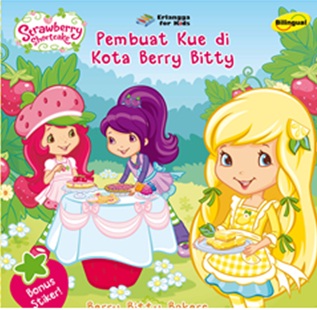 Strawberry
Shortcake
Erlangga
for Kids
Bilingual
Pembuat Kue di
Kota Berry Bitty
Bonus
Stiker!
Berry Bitty Bakers